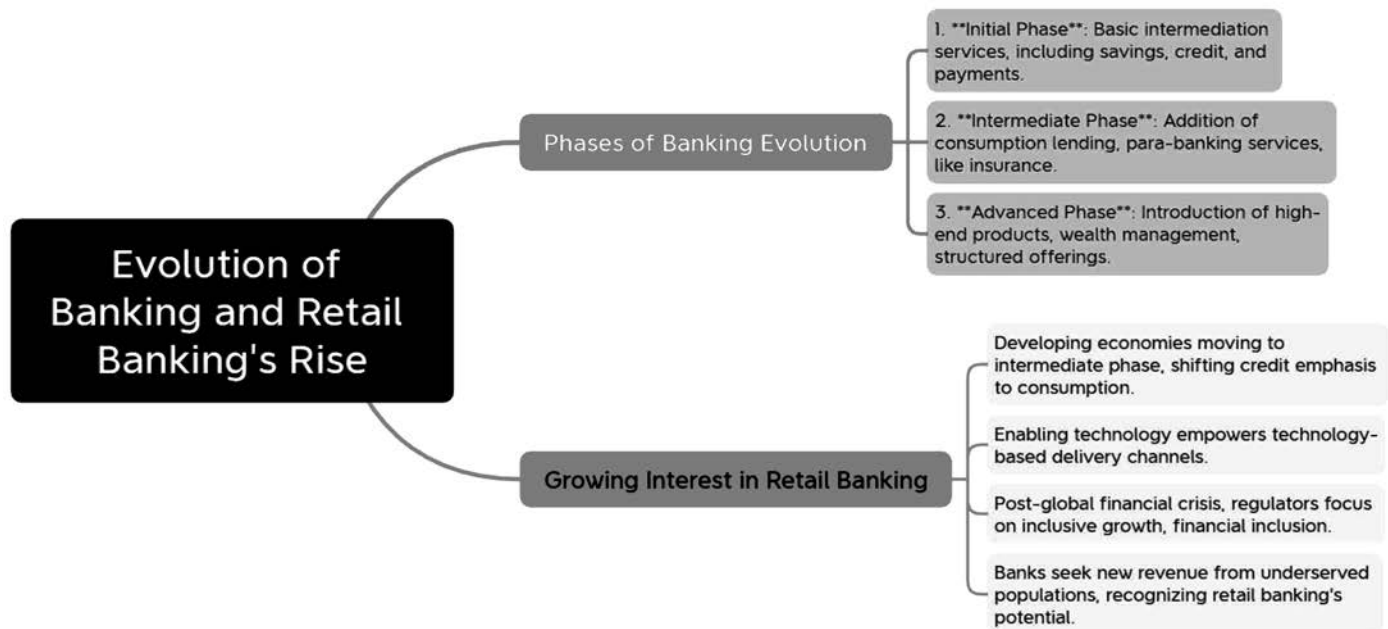 Evolution of
Banking and Retail
Banking's Rise
Phases of Banking Evolution
1. **Initial Phase**: Basic intermediation
services, including savings, credit, and
payments.
2. **Intermediate Phase**: Addition of
consumption lending, para-banking services,
like insurance.
3. **Advanced Phase**: Introduction of high-
end products, wealth management,
structured offerings.
Growing Interest in Retail Banking
Developing economies moving to
intermediate phase, shifting credit emphasis
to consumption.
Enabling technology empowers technology-
based delivery channels.
Post-global financial crisis, regulators focus
on inclusive growth, financial inclusion.
Banks seek new revenue from underserved
populations, recognizing retail banking's
potential.